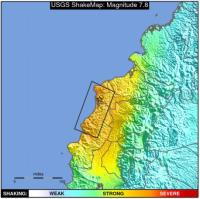 USGS ShakeMap: Magnitude 7.8
miles
SHAKING: WEAK STRONG SEVERE